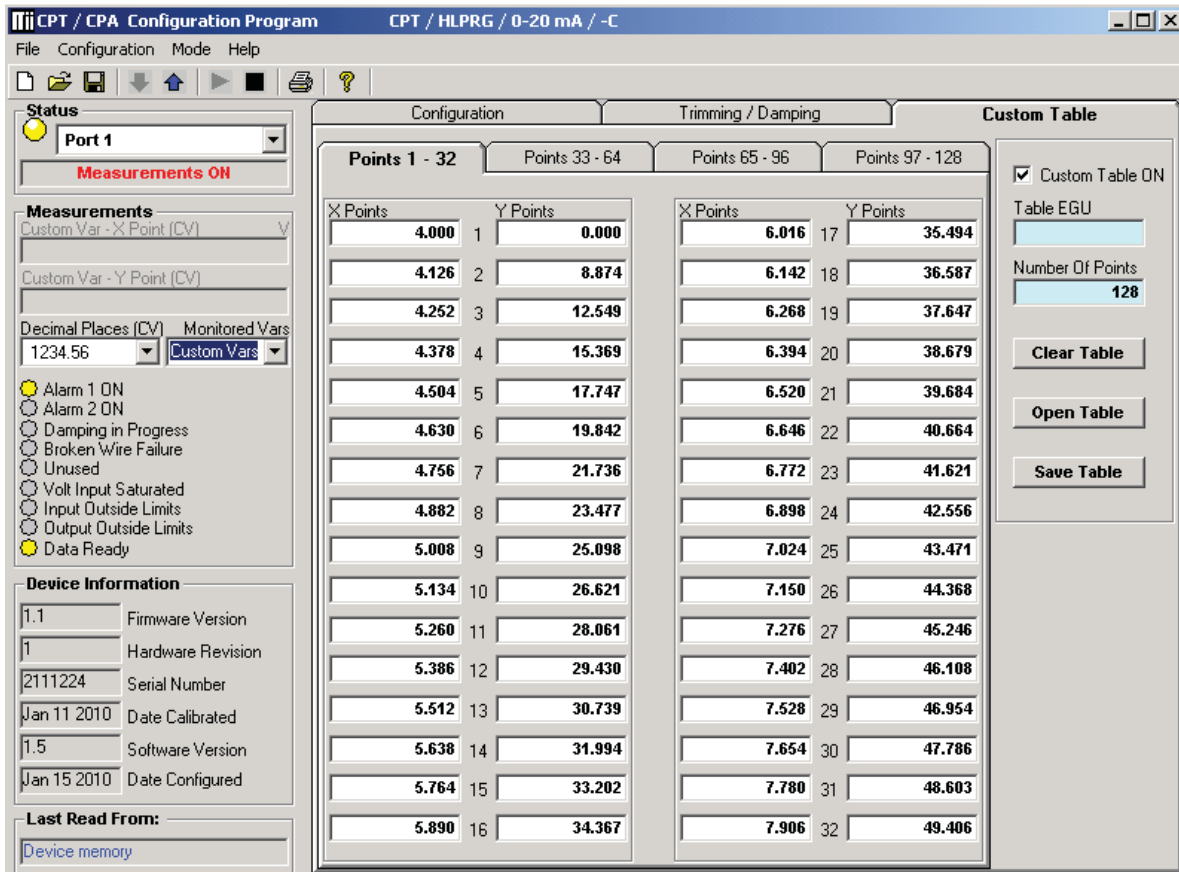 CPT / CPA Configuration Program CPT / HLPRG / 0-20 mA / -C
File Configuration Mode Help
Status
Port 1
Measurements ON
Measurements
Custom Var - X Point (CV) V
Custom Var - Y Point (CV)
Decimal Places (CV) Monitored Vars
1234.56 Custom Vars
Alarm 1 ON
Alarm 2 ON
Damping in Progress
Broken Wire Failure
Unused
Volt Input Saturated
Input Outside Limits
Output Outside Limits
Data Ready
Device Information
1.1 Firmware Version
1 Hardware Revision
2111224 Serial Number
Jan 11 2010 Date Calibrated
1.5 Software Version
Jan 15 2010 Date Configured
Last Read From:
Device memory
Configuration Trimming / Damping Custom Table
Points 1 - 32 Points 33 - 64 Points 65 - 96 Points 97 - 128
X Points Y Points X Points Y Points
4.000 1 0.000 6.016 17 35.494
4.126 2 8.874 6.142 18 36.587
4.252 3 12.549 6.268 19 37.647
4.378 4 15.369 6.394 20 38.679
4.504 5 17.747 6.520 21 39.684
4.630 6 19.842 6.646 22 40.664
4.756 7 21.736 6.772 23 41.621
4.882 8 23.477 6.898 24 42.556
5.008 9 25.098 7.024 25 43.471
5.134 10 26.621 7.150 26 44.368
5.260 11 28.061 7.276 27 45.246
5.386 12 29.430 7.402 28 46.108
5.512 13 30.739 7.528 29 46.954
5.638 14 31.994 7.654 30 47.786
5.764 15 33.202 7.780 31 48.603
5.890 16 34.367 7.906 32 49.406
Custom Table ON
Table EGU
Number Of Points
128
Clear Table
Open Table
Save Table